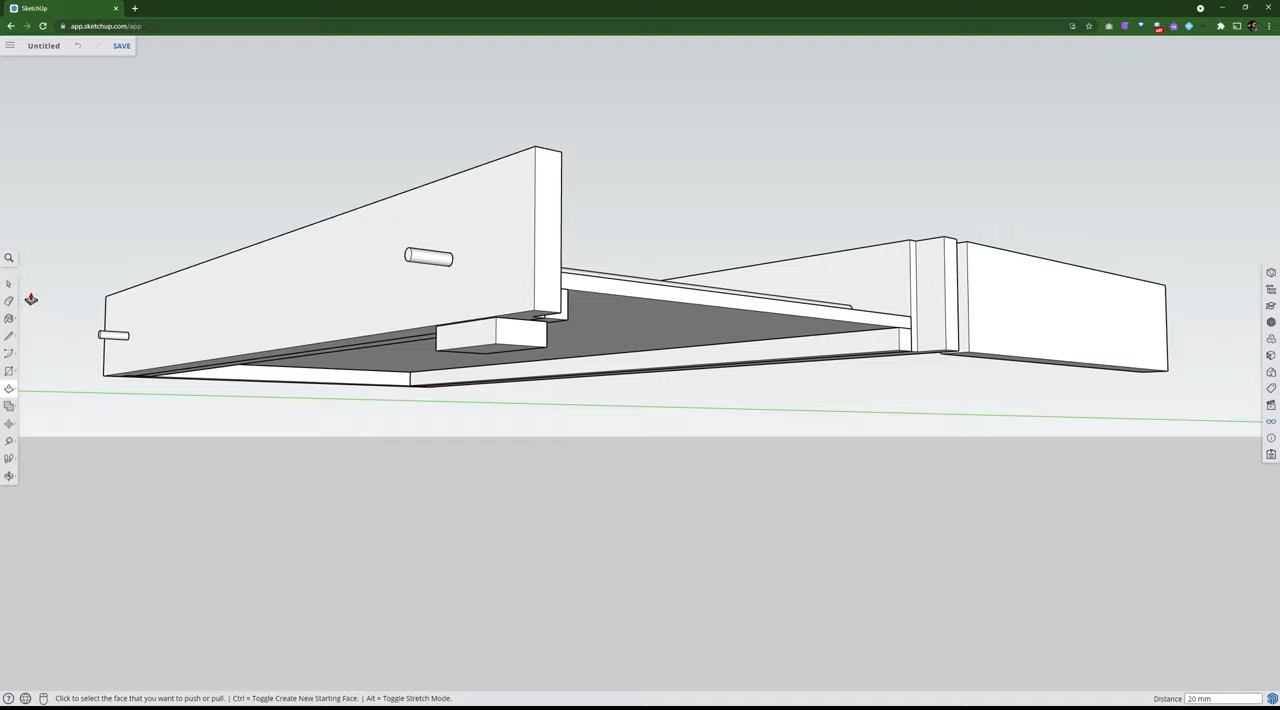 SketchUp
app.sketchup.com/app
off
Untitled
SAVE
Click to select the face that you want to push or pull. | Ctrl = Toggle Create New Starting Face. | Alt = Toggle Stretch Mode.
Distance 20 mm